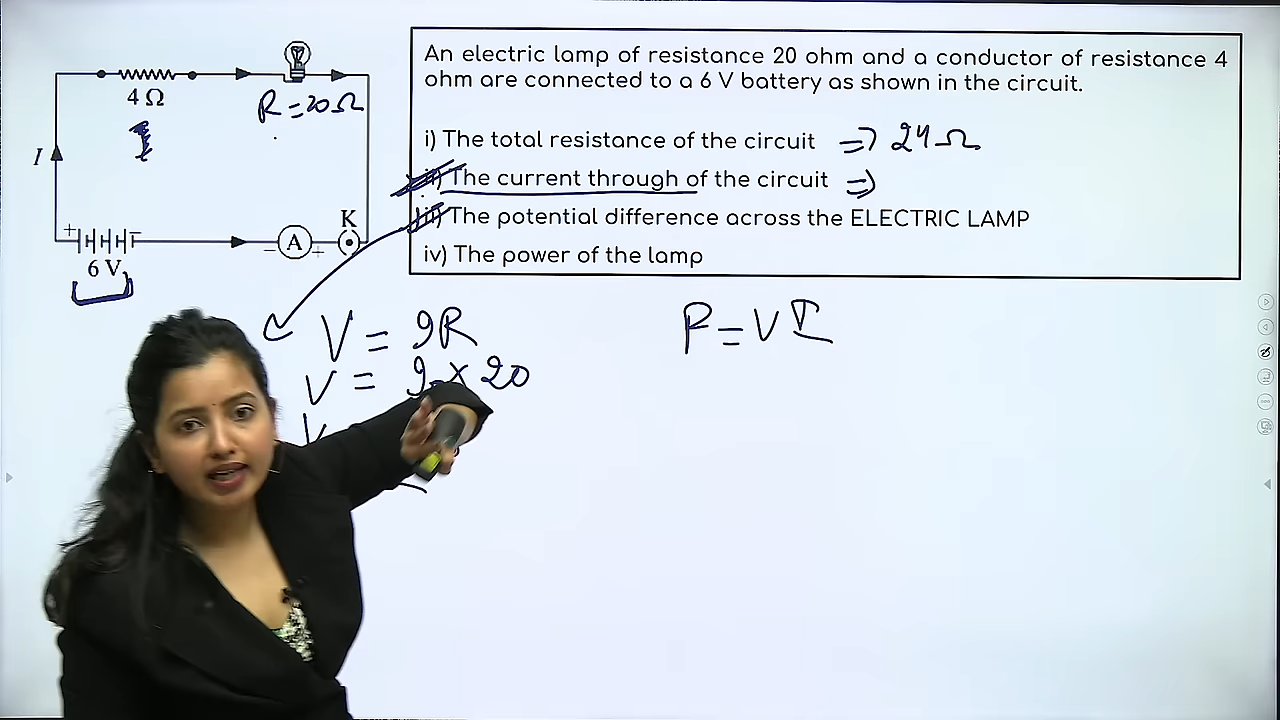 An electric lamp of resistance 20 ohm and a conductor of resistance 4
ohm are connected to a 6 V battery as shown in the circuit.
i) The total resistance of the circuit => 24 Ω
ii) The current through of the circuit =>
iii) The potential difference across the ELECTRIC LAMP
iv) The power of the lamp
4 Ω
R = 20 Ω
I
K
+
−
− A +
6 V
V = IR
V = I × 20
P = V I